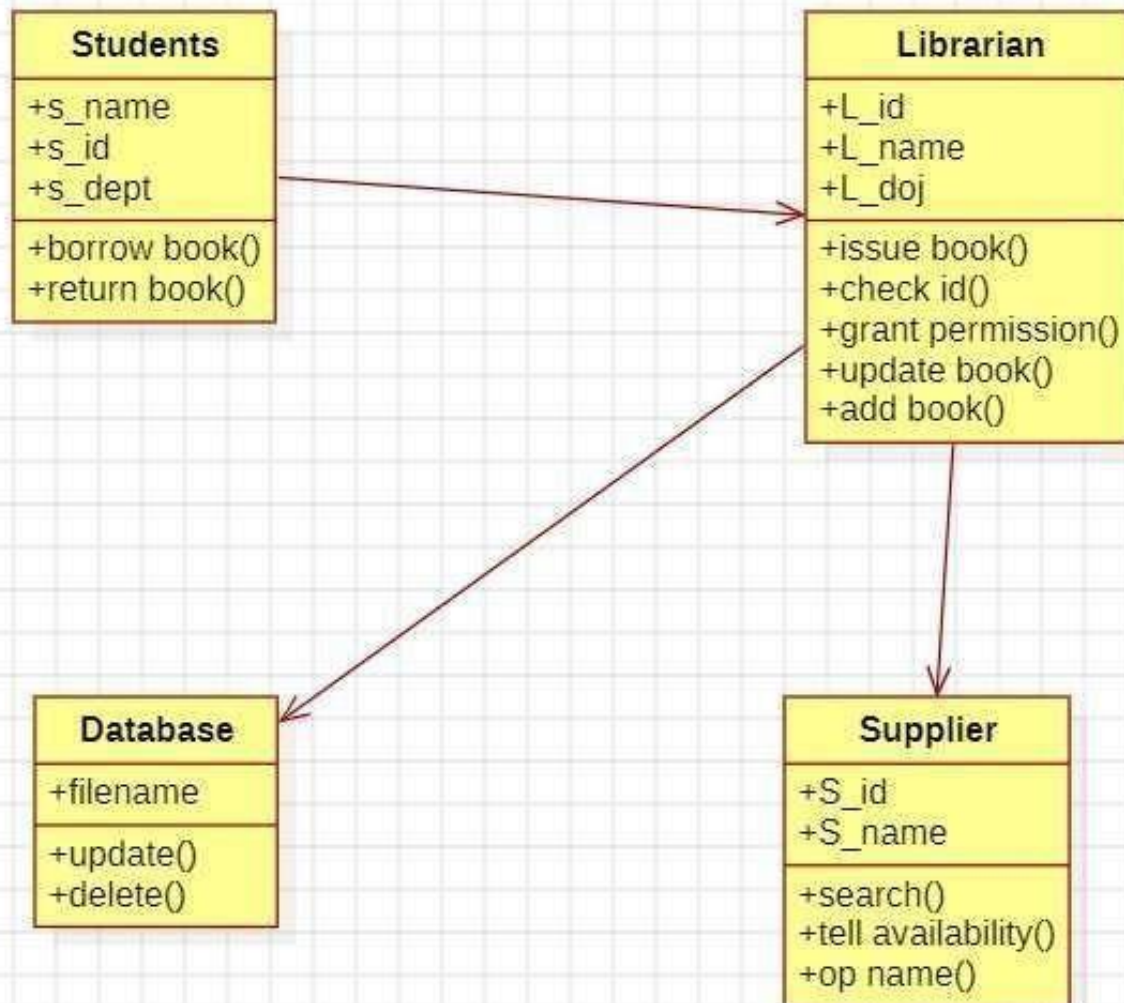 Students
+s_name
+s_id
+s_dept
+borrow book()
+return book()
Librarian
+L_id
+L_name
+L_doj
+issue book()
+check id()
+grant permission()
+update book()
+add book()
Database
+filename
+update()
+delete()
Supplier
+S_id
+S_name
+search()
+tell availability()
+op name()